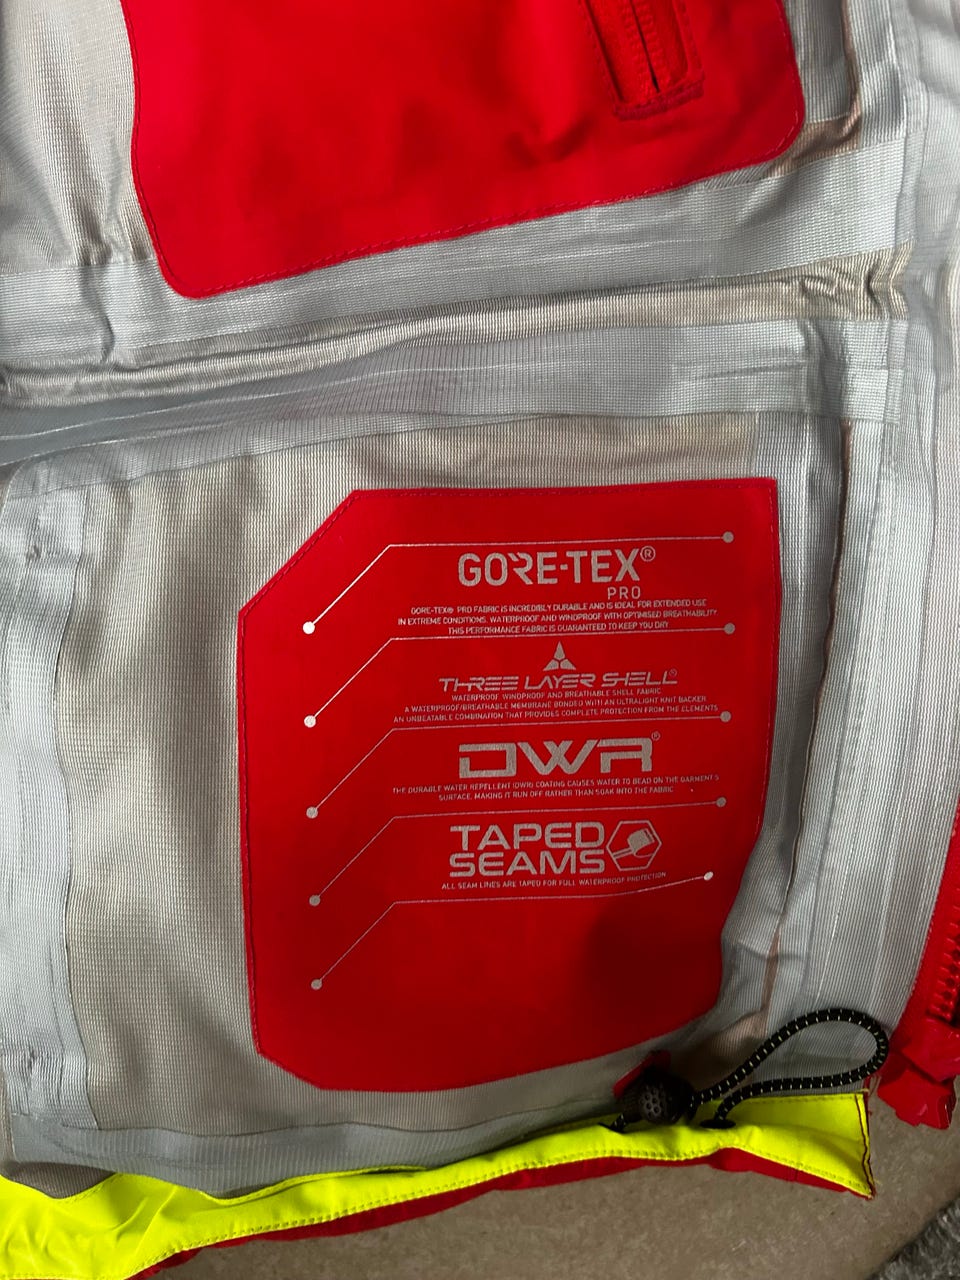 GORE-TEX®
PRO
GORE-TEX® PRO FABRIC IS INCREDIBLY DURABLE AND IS IDEAL FOR EXTENDED USE
IN EXTREME CONDITIONS. WATERPROOF AND WINDPROOF WITH OPTIMISED BREATHABILITY.
THIS PERFORMANCE FABRIC IS GUARANTEED TO KEEP YOU DRY
THREE LAYER SHELL®
WATERPROOF, WINDPROOF AND BREATHABLE SHELL FABRIC.
A WATERPROOF/BREATHABLE MEMBRANE BONDED WITH AN ULTRALIGHT KNIT BACKER
AN UNBEATABLE COMBINATION THAT PROVIDES COMPLETE PROTECTION FROM THE ELEMENTS
DWR®
THE DURABLE WATER REPELLENT (DWR) COATING CAUSES WATER TO BEAD ON THE GARMENT'S
SURFACE, MAKING IT RUN OFF RATHER THAN SOAK INTO THE FABRIC
TAPED
SEAMS
ALL SEAM LINES ARE TAPED FOR FULL WATERPROOF PROTECTION